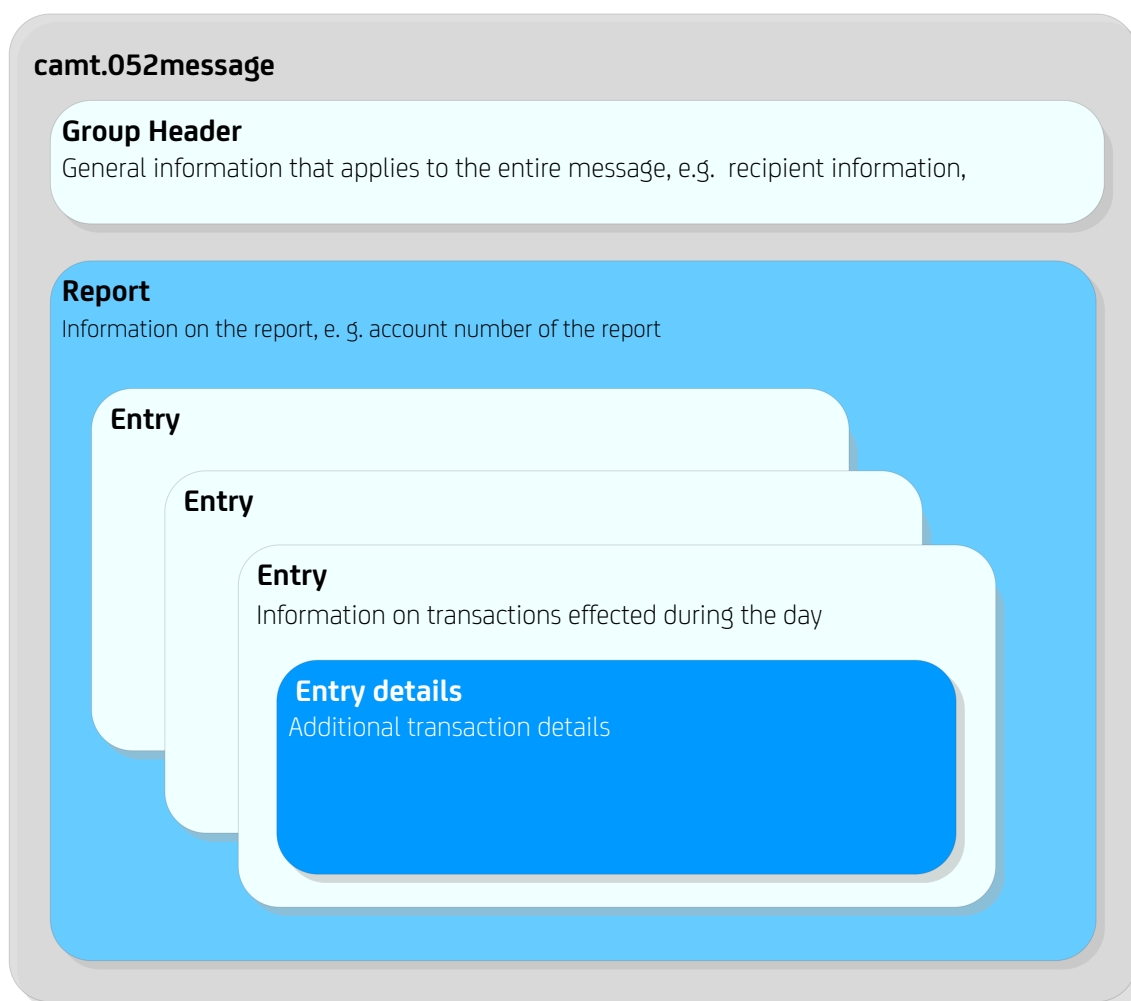 camt.052message
Group Header
General information that applies to the entire message, e.g. recipient information,
Report
Information on the report, e. g. account number of the report
Entry
Entry
Entry
Information on transactions effected during the day
Entry details
Additional transaction details